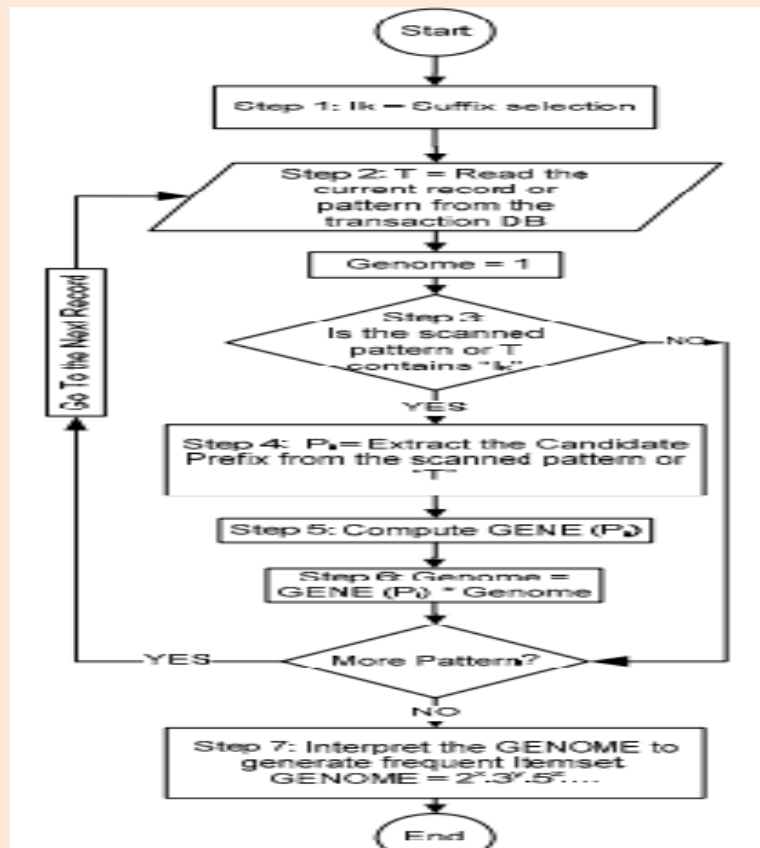 Start
Step 1: Ik = Suffix selection
Step 2: T = Read the
current record or
pattern from the
transaction DB
Genome = 1
Step 3:
Is the scanned
pattern or T
contains "Ik"
NO
YES
Go To the Next Record
Step 4: Pᵢ = Extract the Candidate
Prefix from the scanned pattern or
"T"
Step 5: Compute GENE (Pᵢ)
Step 6: Genome =
GENE (Pᵢ) * Genome
YES
More Pattern?
NO
Step 7: Interpret the GENOME to
generate frequent Itemset
GENOME = 2ˣ.3ʸ.5ᶻ....
End